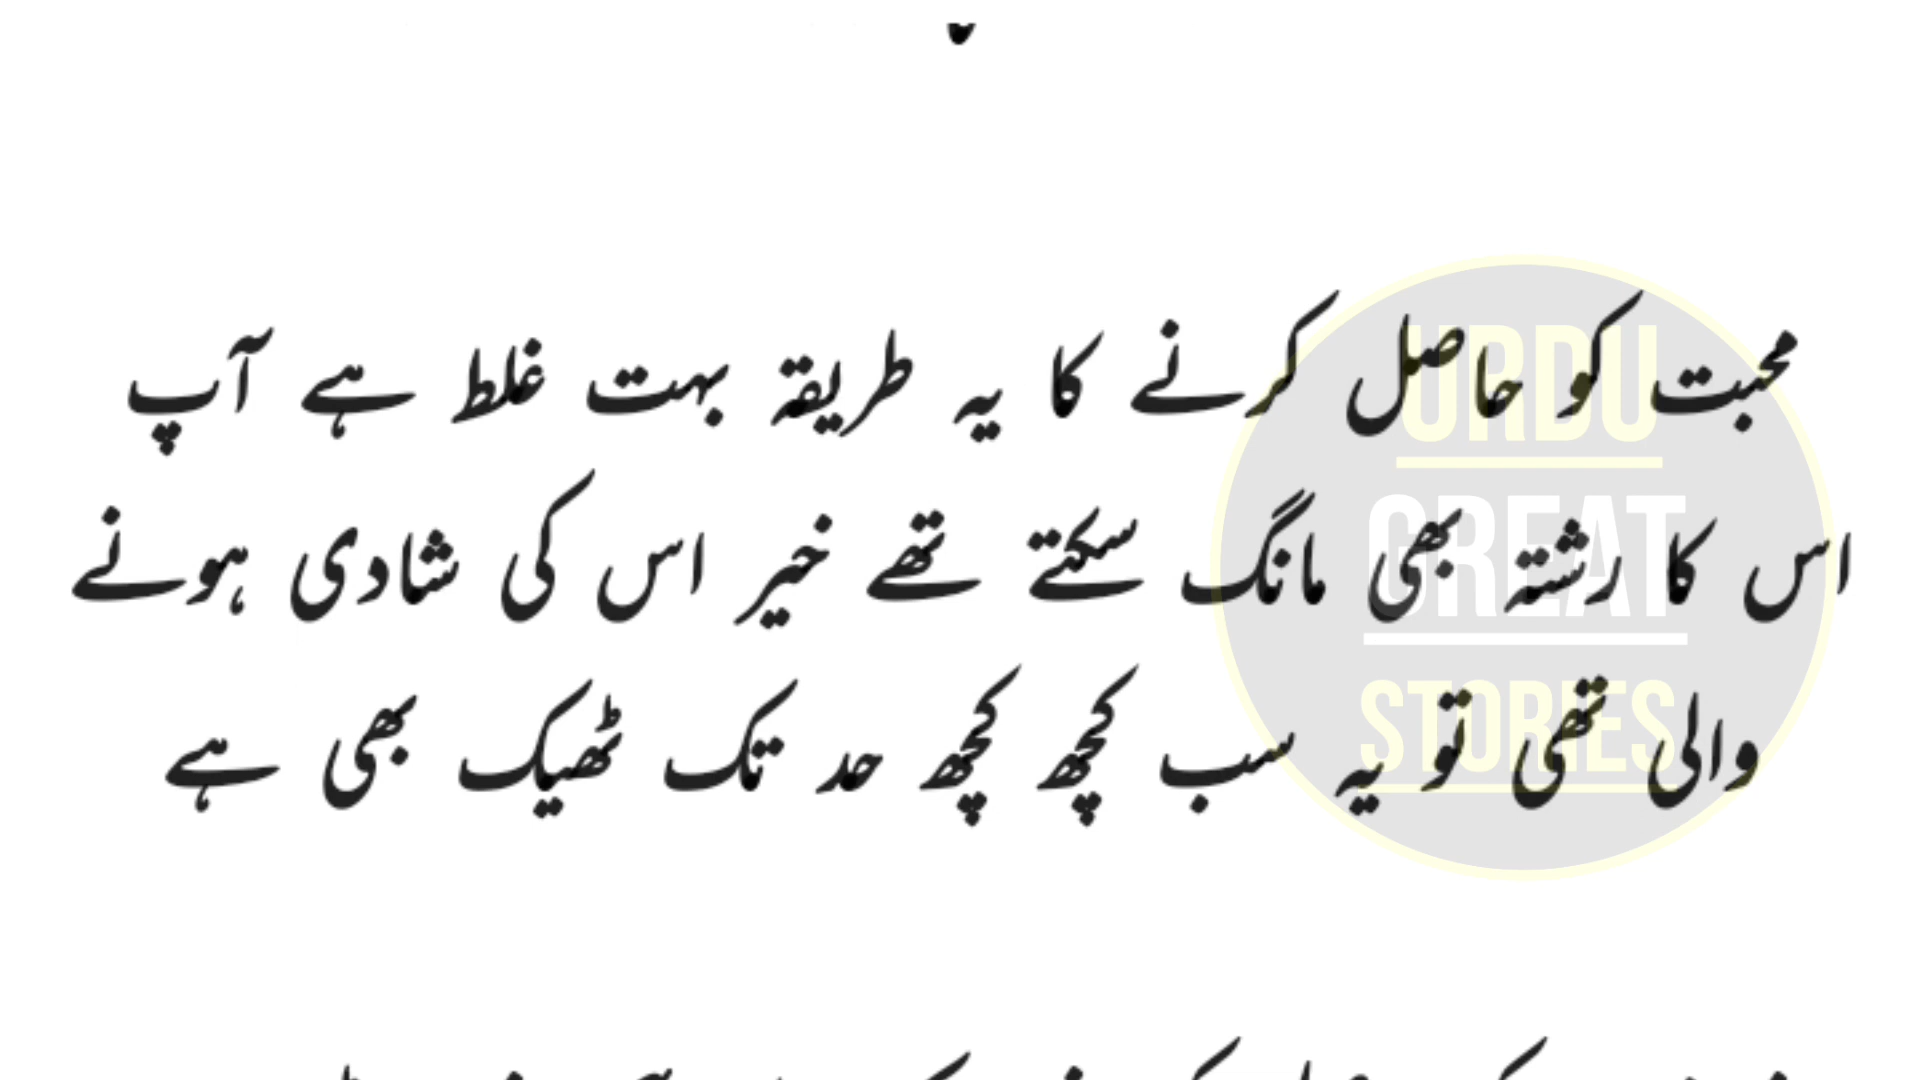 محبت کو حاصل کرنے کا یہ طریقہ بہت غلط ہے آپ
اس کا رشتہ بھی مانگ سکتے تھے خیر اس کی شادی ہونے
والی تھی تو یہ سب کچھ کچھ حد تک ٹھیک بھی ہے
URDU
GREAT
STORIES